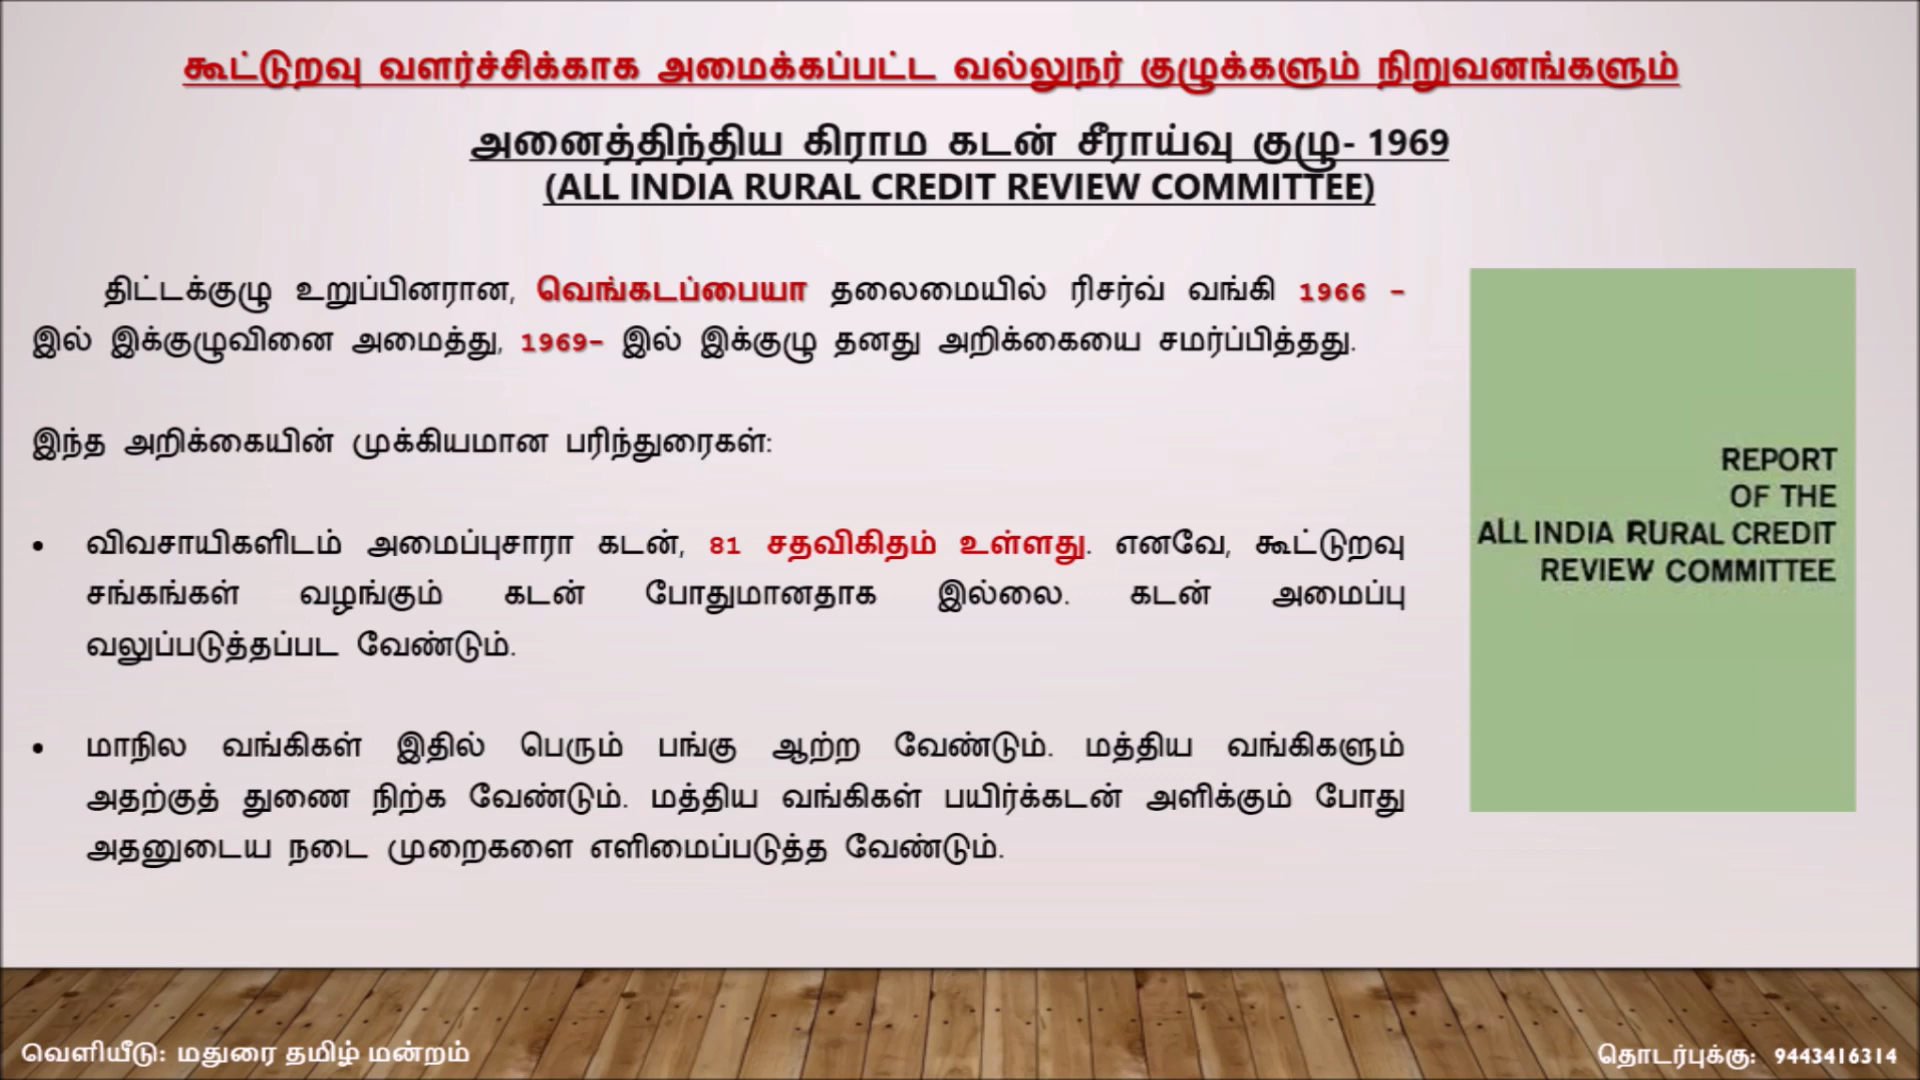 கூட்டுறவு வளர்ச்சிக்காக அமைக்கப்பட்ட வல்லுநர் குழுக்களும் நிறுவனங்களும்
அனைத்திந்திய கிராம கடன் சீராய்வு குழு- 1969
(ALL INDIA RURAL CREDIT REVIEW COMMITTEE)
திட்டக்குழு உறுப்பினரான, வெங்கடப்பையா தலைமையில் ரிசர்வ் வங்கி 1966 –
இல் இக்குழுவினை அமைத்து, 1969– இல் இக்குழு தனது அறிக்கையை சமர்ப்பித்தது.
இந்த அறிக்கையின் முக்கியமான பரிந்துரைகள்:
• விவசாயிகளிடம் அமைப்புசாரா கடன், 81 சதவிகிதம் உள்ளது. எனவே, கூட்டுறவு
சங்கங்கள் வழங்கும் கடன் போதுமானதாக இல்லை. கடன் அமைப்பு
வலுப்படுத்தப்பட வேண்டும்.
• மாநில வங்கிகள் இதில் பெரும் பங்கு ஆற்ற வேண்டும். மத்திய வங்கிகளும்
அதற்குத் துணை நிற்க வேண்டும். மத்திய வங்கிகள் பயிர்க்கடன் அளிக்கும் போது
அதனுடைய நடை முறைகளை எளிமைப்படுத்த வேண்டும்.
REPORT
OF THE
ALL INDIA RURAL CREDIT
REVIEW COMMITTEE
வெளியீடு: மதுரை தமிழ் மன்றம்
தொடர்புக்கு: 9443416314